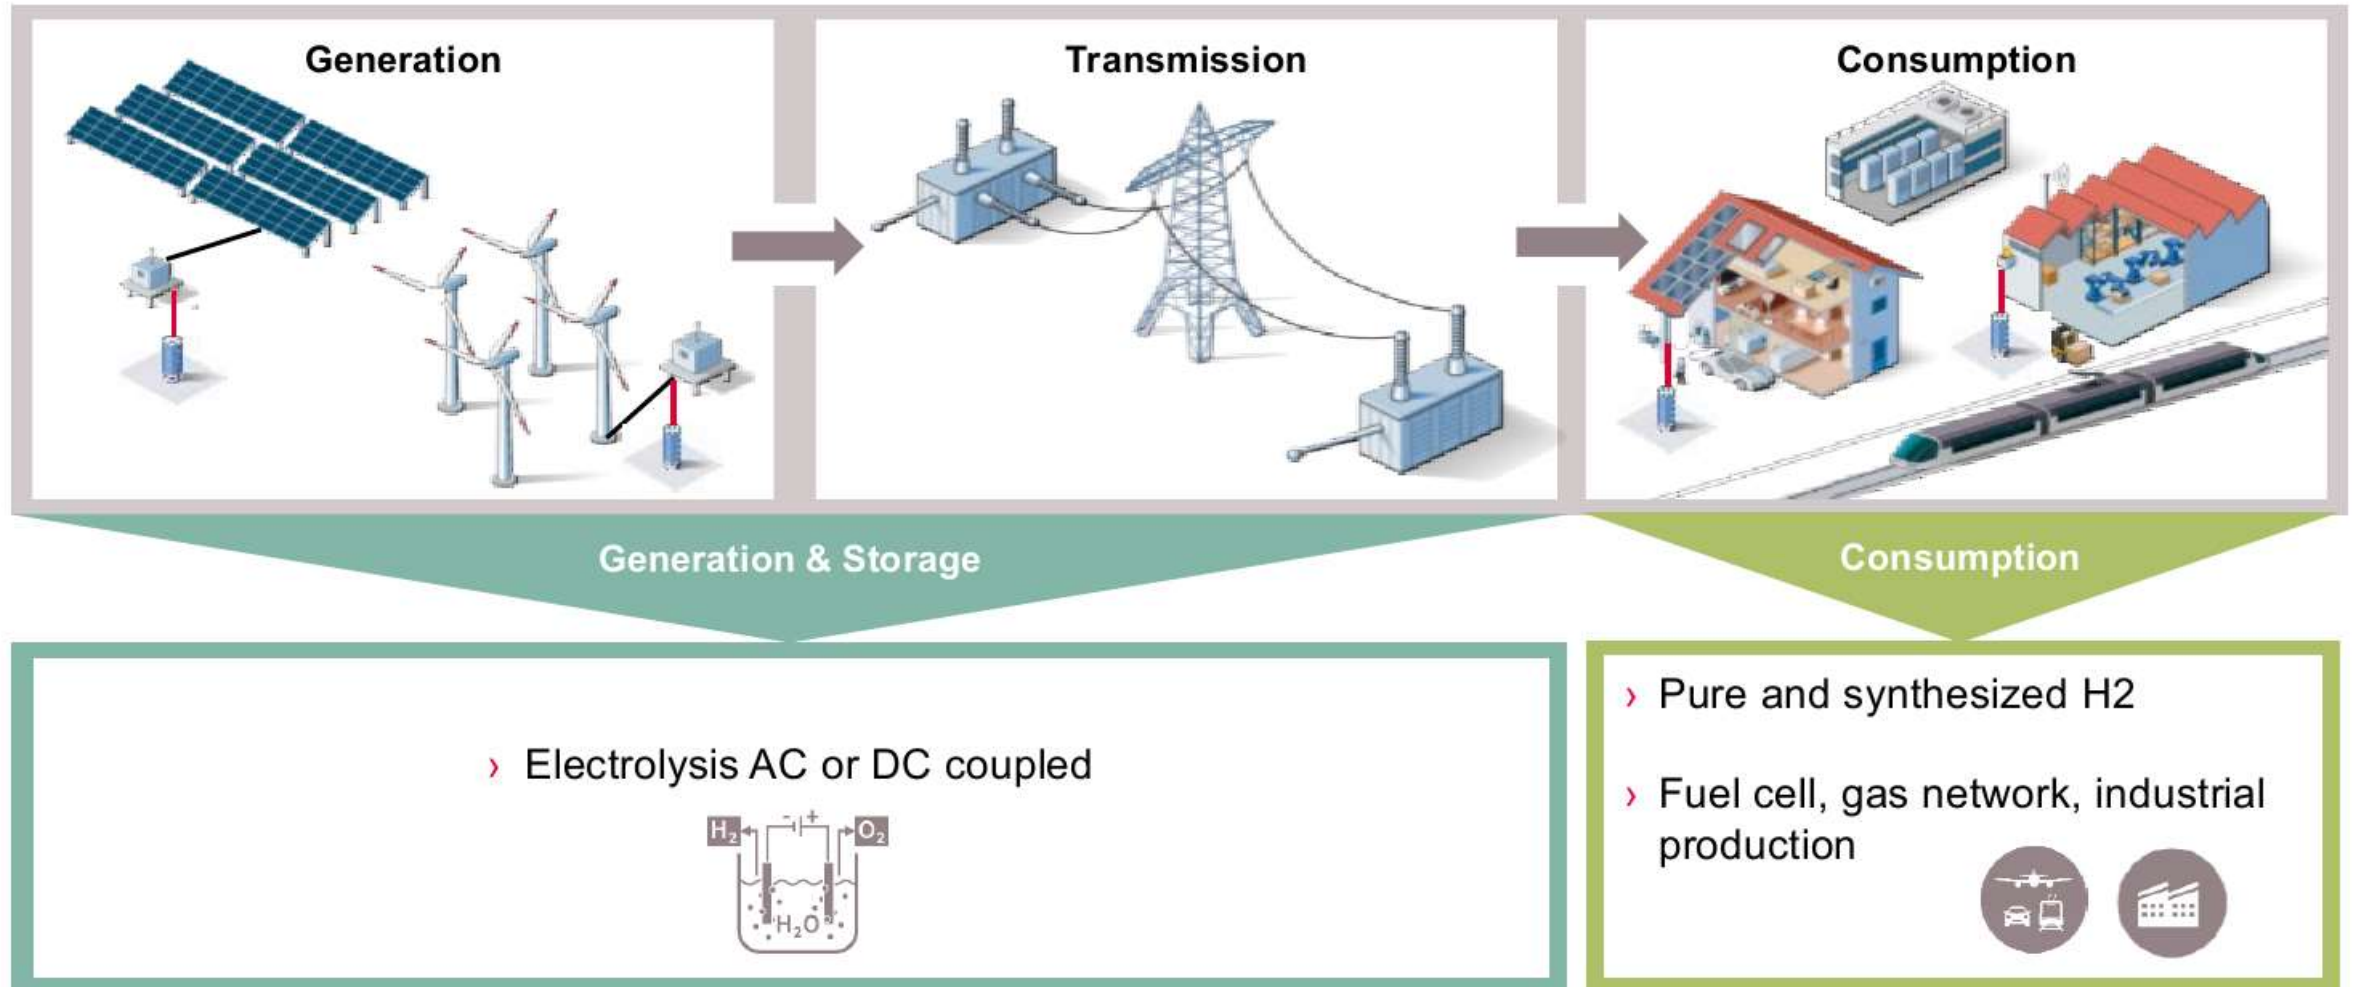 Generation
Transmission
Consumption
Generation & Storage
Consumption
› Electrolysis AC or DC coupled
H₂
- +
O₂
H₂O
› Pure and synthesized H2
› Fuel cell, gas network, industrial
production